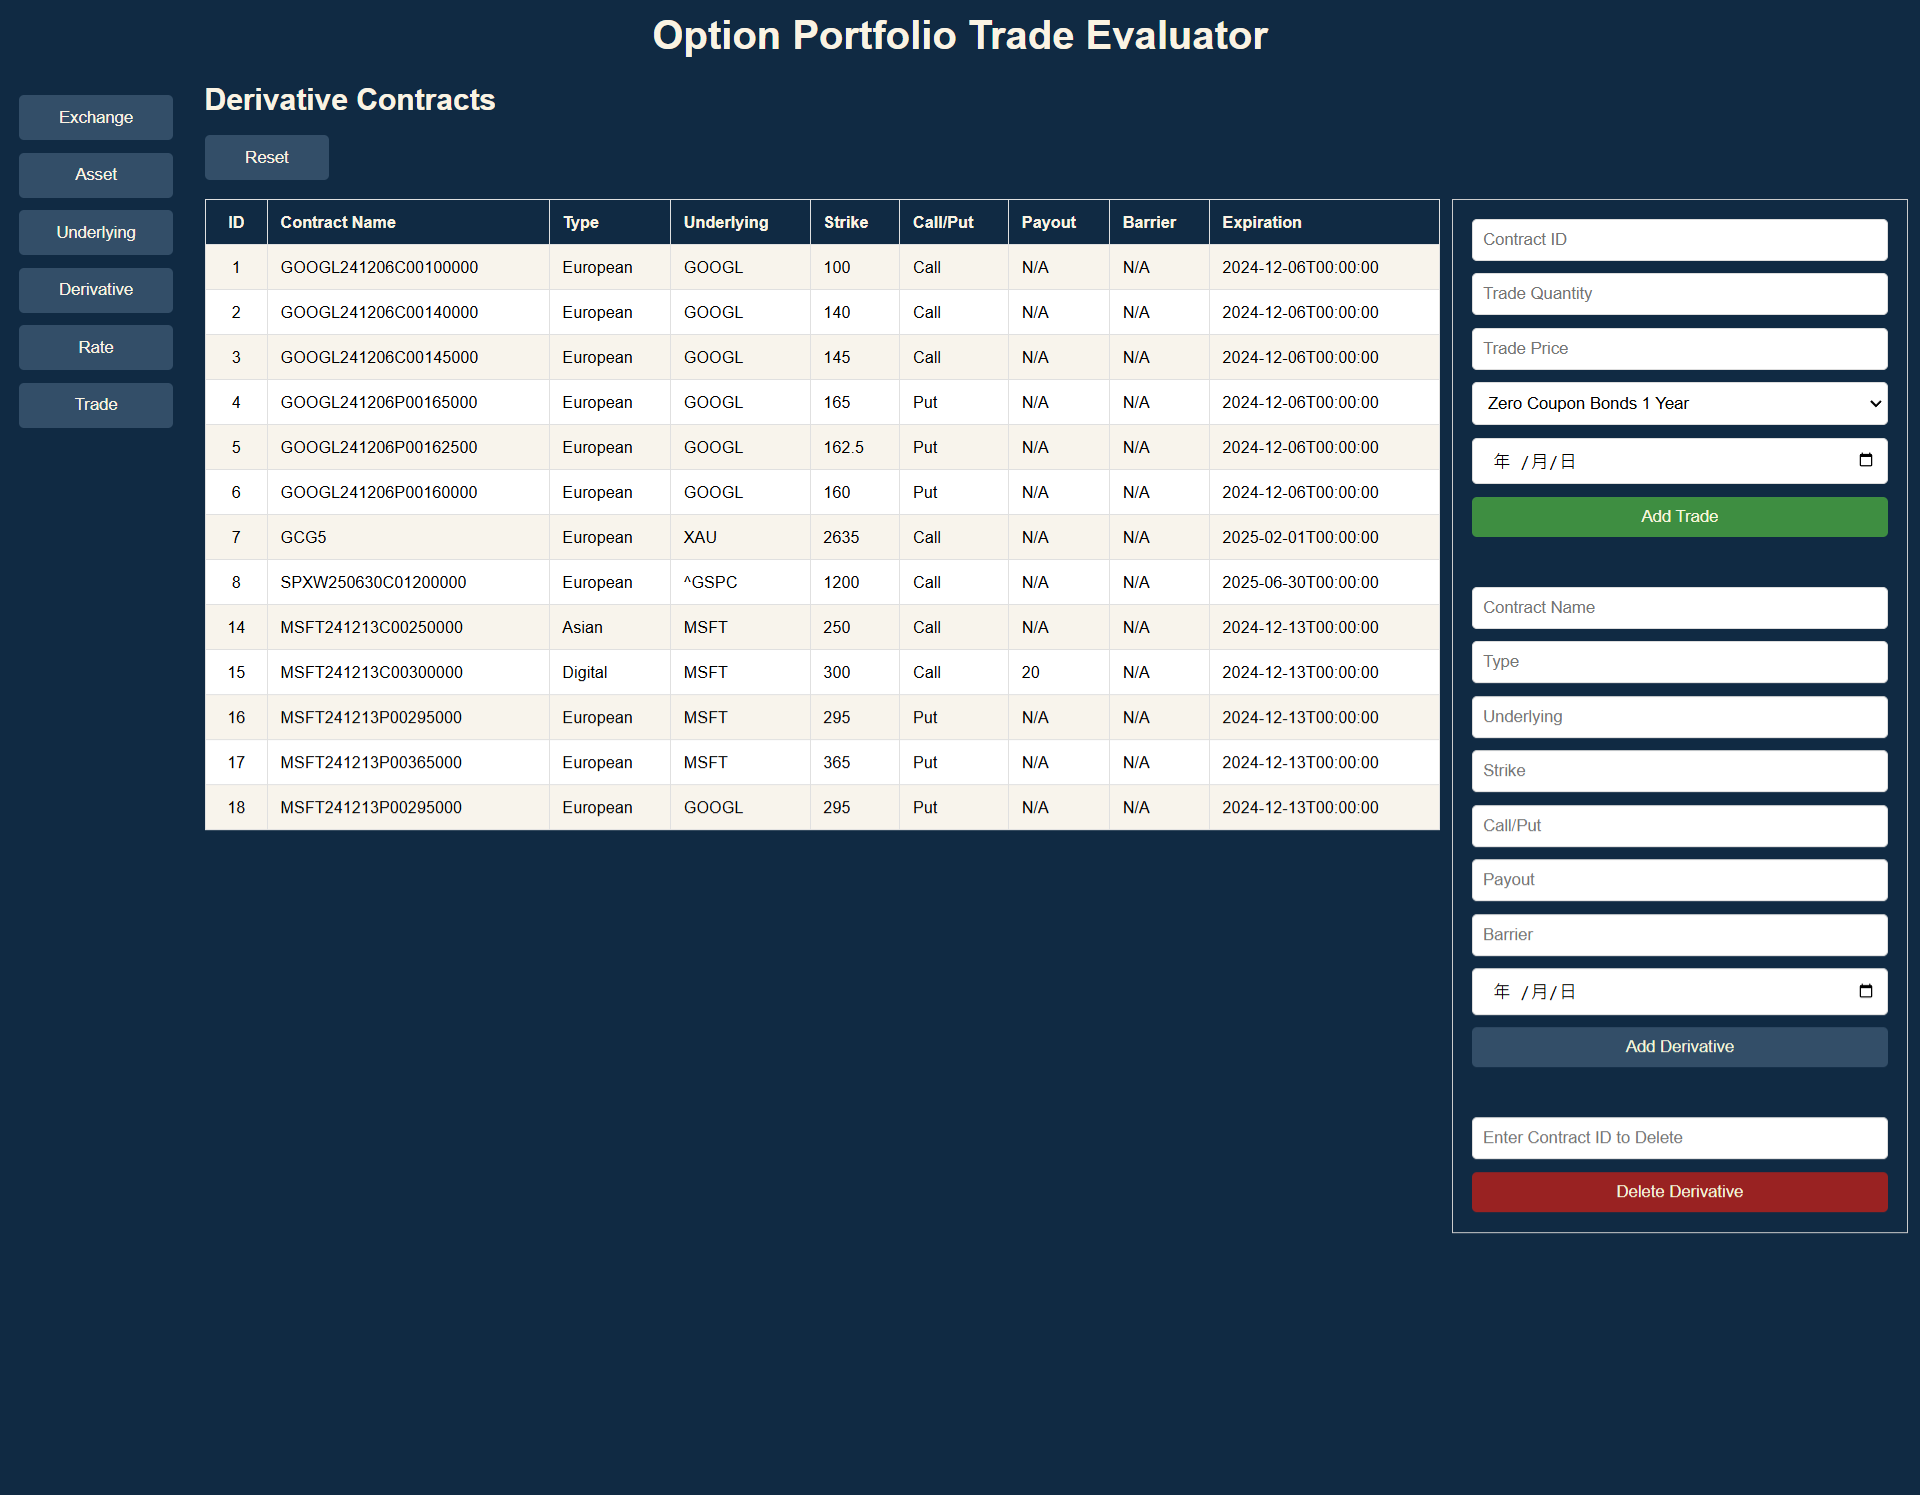 Option Portfolio Trade Evaluator
Exchange
Asset
Underlying
Derivative
Rate
Trade
Derivative Contracts
Reset
ID Contract Name Type Underlying Strike Call/Put Payout Barrier Expiration
1 GOOGL241206C00100000 European GOOGL 100 Call N/A N/A 2024-12-06T00:00:00
2 GOOGL241206C00140000 European GOOGL 140 Call N/A N/A 2024-12-06T00:00:00
3 GOOGL241206C00145000 European GOOGL 145 Call N/A N/A 2024-12-06T00:00:00
4 GOOGL241206P00165000 European GOOGL 165 Put N/A N/A 2024-12-06T00:00:00
5 GOOGL241206P00162500 European GOOGL 162.5 Put N/A N/A 2024-12-06T00:00:00
6 GOOGL241206P00160000 European GOOGL 160 Put N/A N/A 2024-12-06T00:00:00
7 GCG5 European XAU 2635 Call N/A N/A 2025-02-01T00:00:00
8 SPXW250630C01200000 European ^GSPC 1200 Call N/A N/A 2025-06-30T00:00:00
14 MSFT241213C00250000 Asian MSFT 250 Call N/A N/A 2024-12-13T00:00:00
15 MSFT241213C00300000 Digital MSFT 300 Call 20 N/A 2024-12-13T00:00:00
16 MSFT241213P00295000 European MSFT 295 Put N/A N/A 2024-12-13T00:00:00
17 MSFT241213P00365000 European MSFT 365 Put N/A N/A 2024-12-13T00:00:00
18 MSFT241213P00295000 European GOOGL 295 Put N/A N/A 2024-12-13T00:00:00
Contract ID
Trade Quantity
Trade Price
Zero Coupon Bonds 1 Year
年 /月/日
Add Trade
Contract Name
Type
Underlying
Strike
Call/Put
Payout
Barrier
年 /月/日
Add Derivative
Enter Contract ID to Delete
Delete Derivative